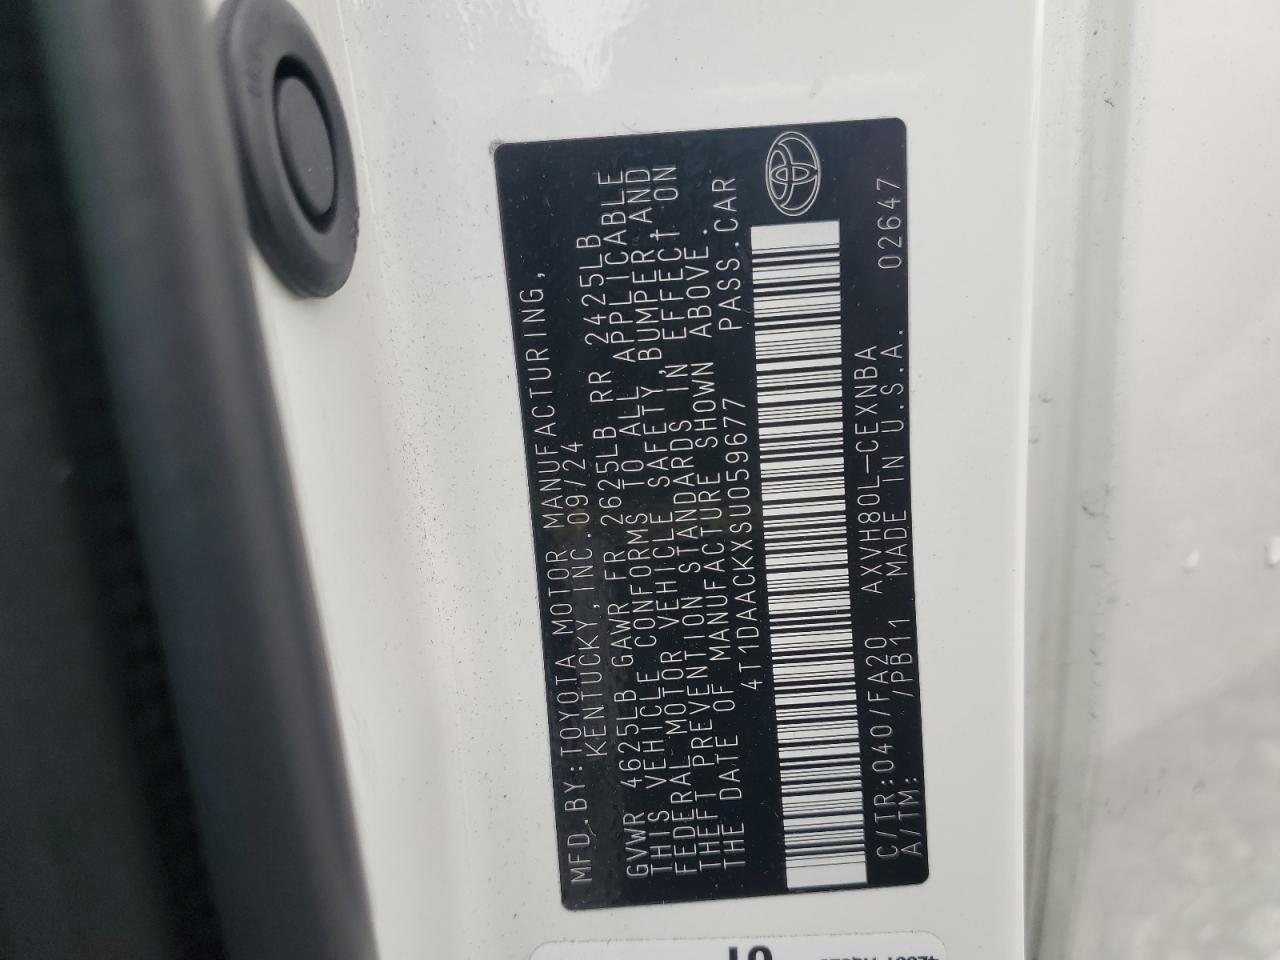 MFD.BY:TOYOTA MOTOR MANUFACTURING,
KENTUCKY,INC.09/24
GVWR 4625LB GAWR FR 2625LB RR 2425LB
THIS VEHICLE CONFORMS TO ALL APPLICABLE
FEDERAL MOTOR VEHICLE SAFETY,BUMPER,AND
THEFT PREVENTION STANDARDS IN EFFECT ON
THE DATE OF MANUFACTURE SHOWN ABOVE.
4T1DAACKXSU059677 PASS.CAR
C/TR:040/FA20 AXVH80L-CEXNBA 02647
A/TM: /PB11 MADE IN U.S.A.